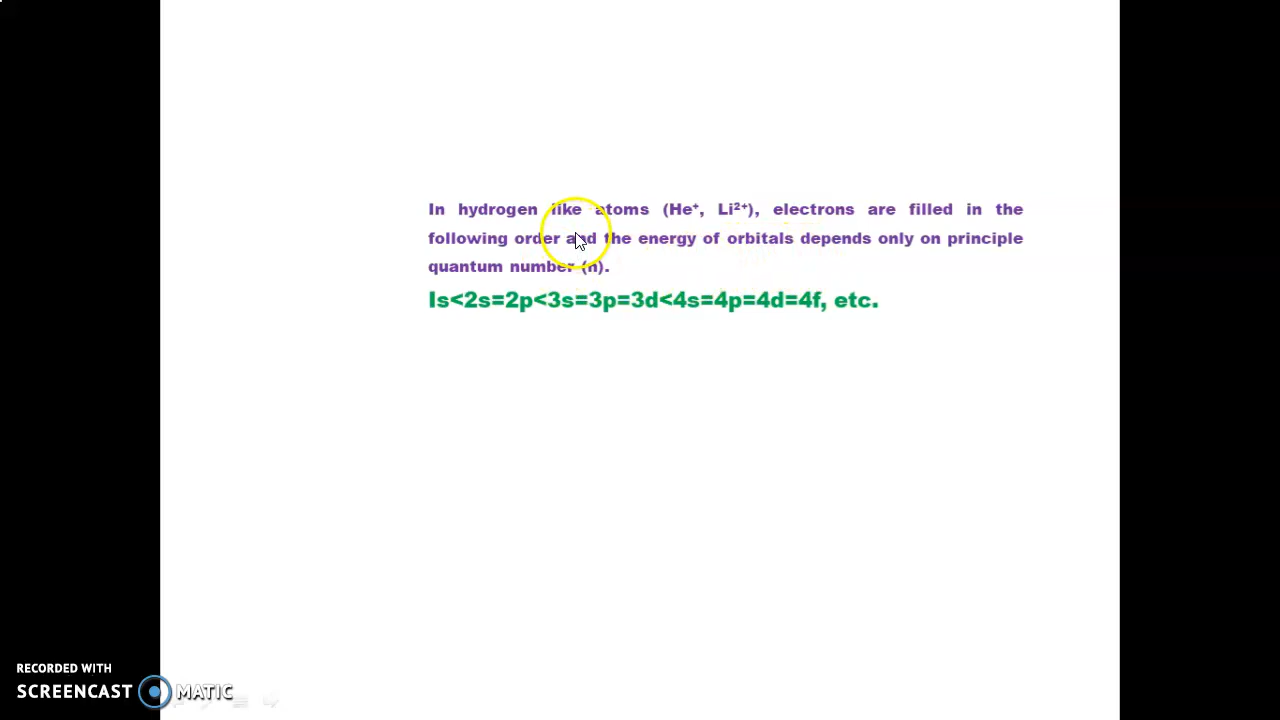 In hydrogen like atoms (He⁺, Li²⁺), electrons are filled in the
following order and the energy of orbitals depends only on principle
quantum number (n).
Is<2s=2p<3s=3p=3d<4s=4p=4d=4f, etc.
RECORDED WITH
SCREENCAST MATIC